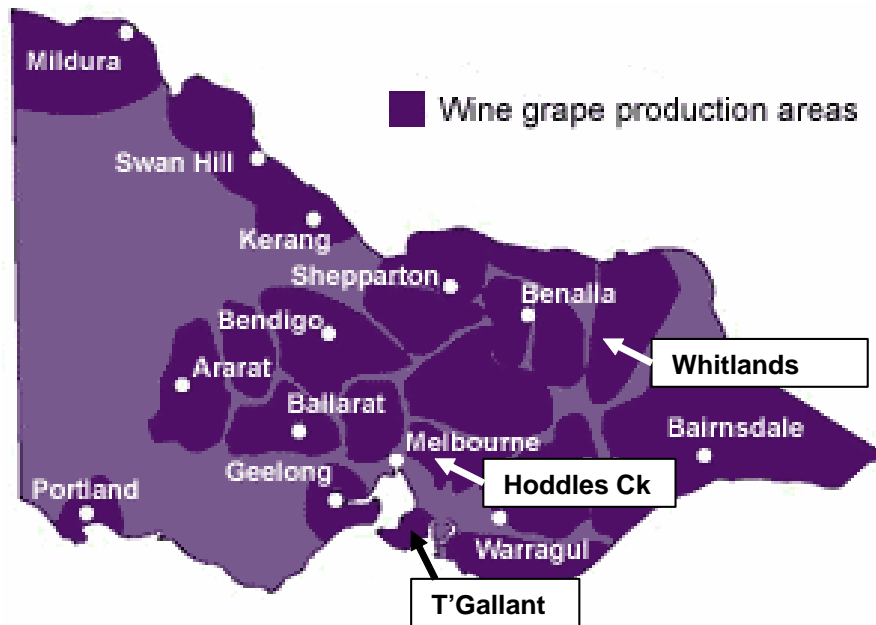 Mildura
Wine grape production areas
Swan Hill
Kerang
Shepparton
Benalla
Bendigo
Whitlands
Ararat
Ballarat
Bairnsdale
Melbourne
Geelong
Hoddles Ck
Portland
Warragul
T'Gallant